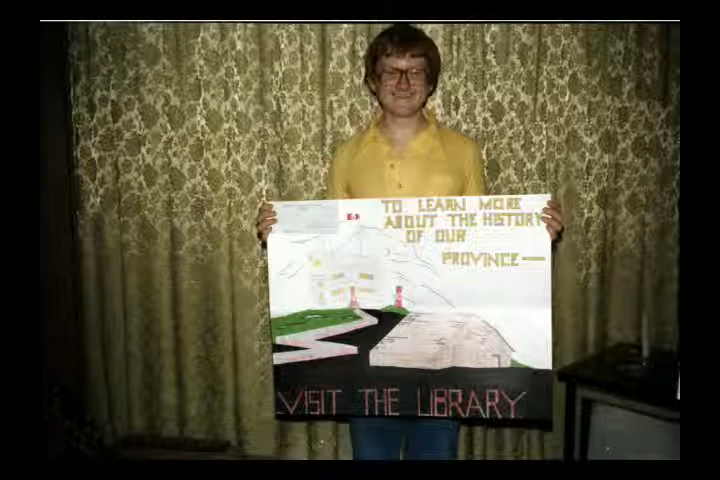 TO LEARN MORE
ABOUT THE HISTORY
OF OUR
PROVINCE—
VISIT THE LIBRARY